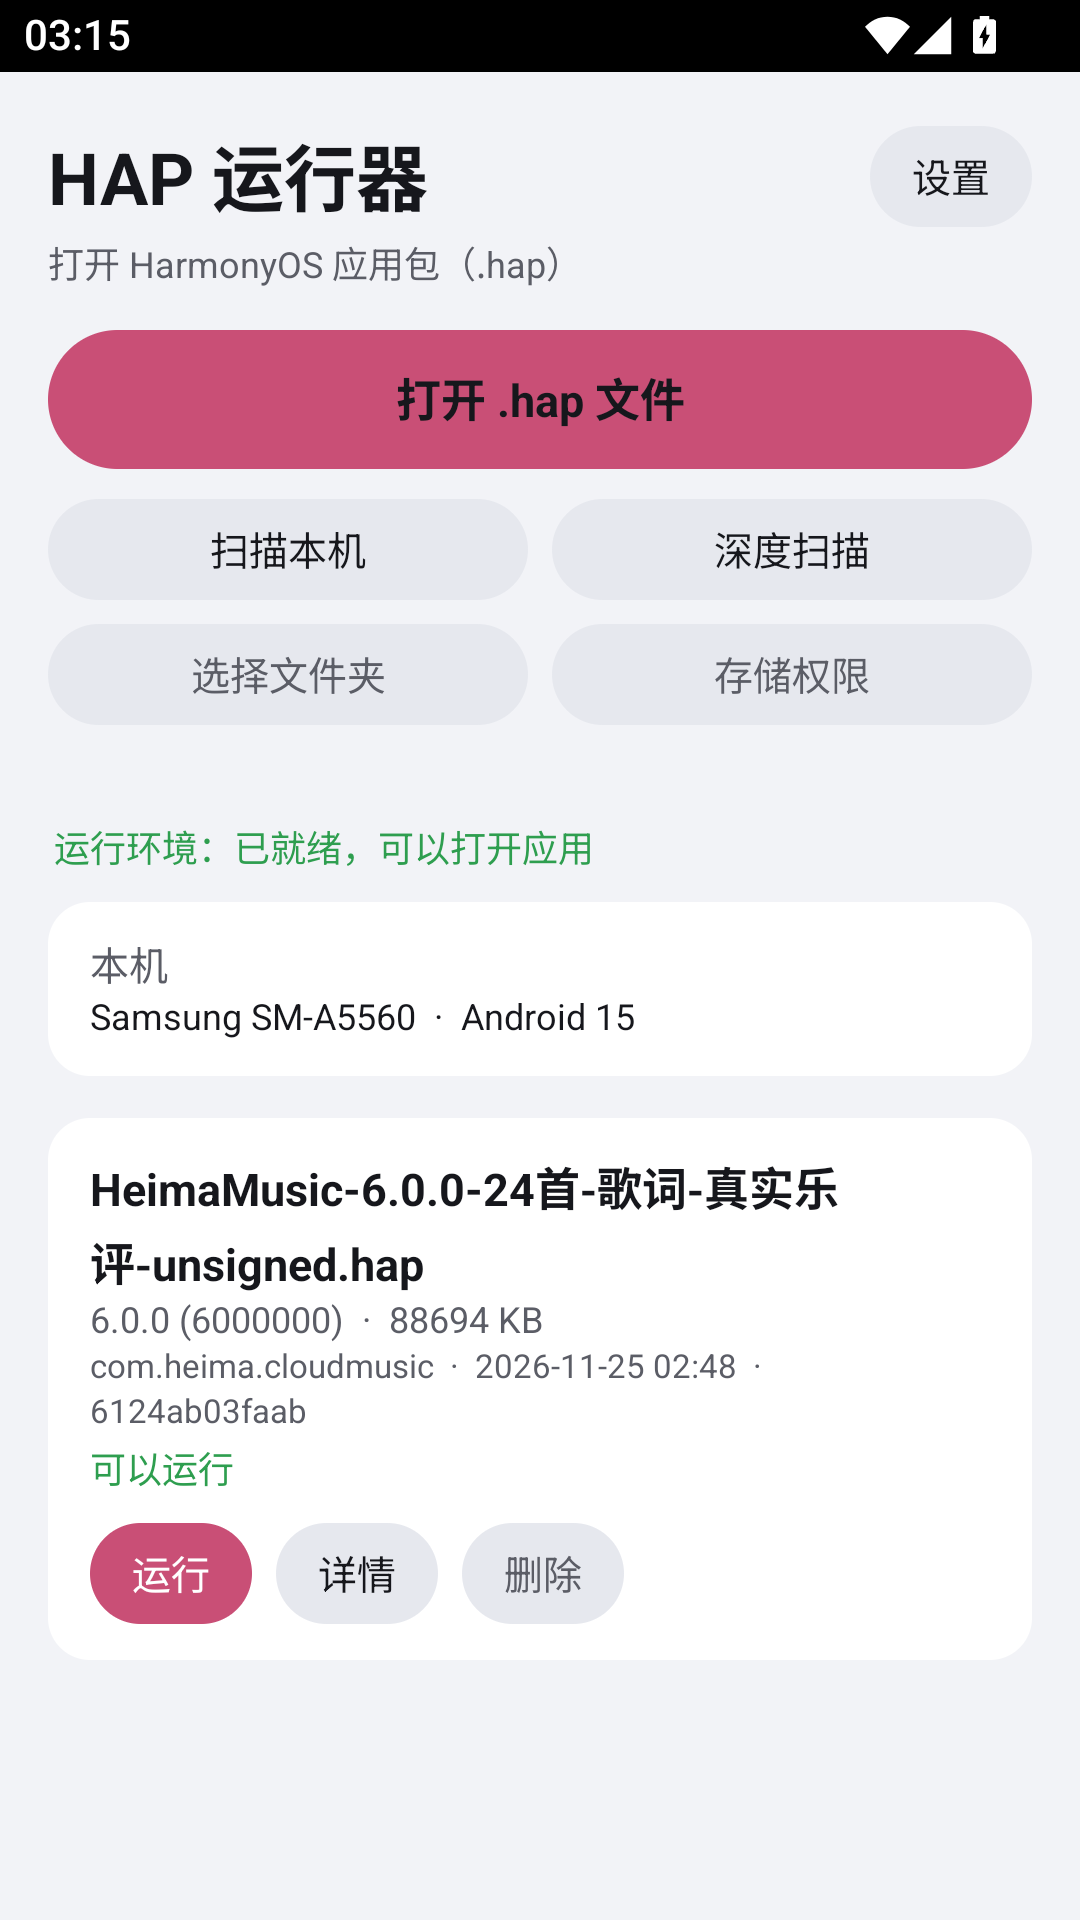 03:15
HAP 运行器
设置
打开 HarmonyOS 应用包（.hap）
打开 .hap 文件
扫描本机
深度扫描
选择文件夹
存储权限
运行环境：已就绪，可以打开应用
本机
Samsung SM-A5560 · Android 15
HeimaMusic-6.0.0-24首-歌词-真实乐
评-unsigned.hap
6.0.0 (6000000) · 88694 KB
com.heima.cloudmusic · 2026-11-25 02:48 ·
6124ab03faab
可以运行
运行
详情
删除